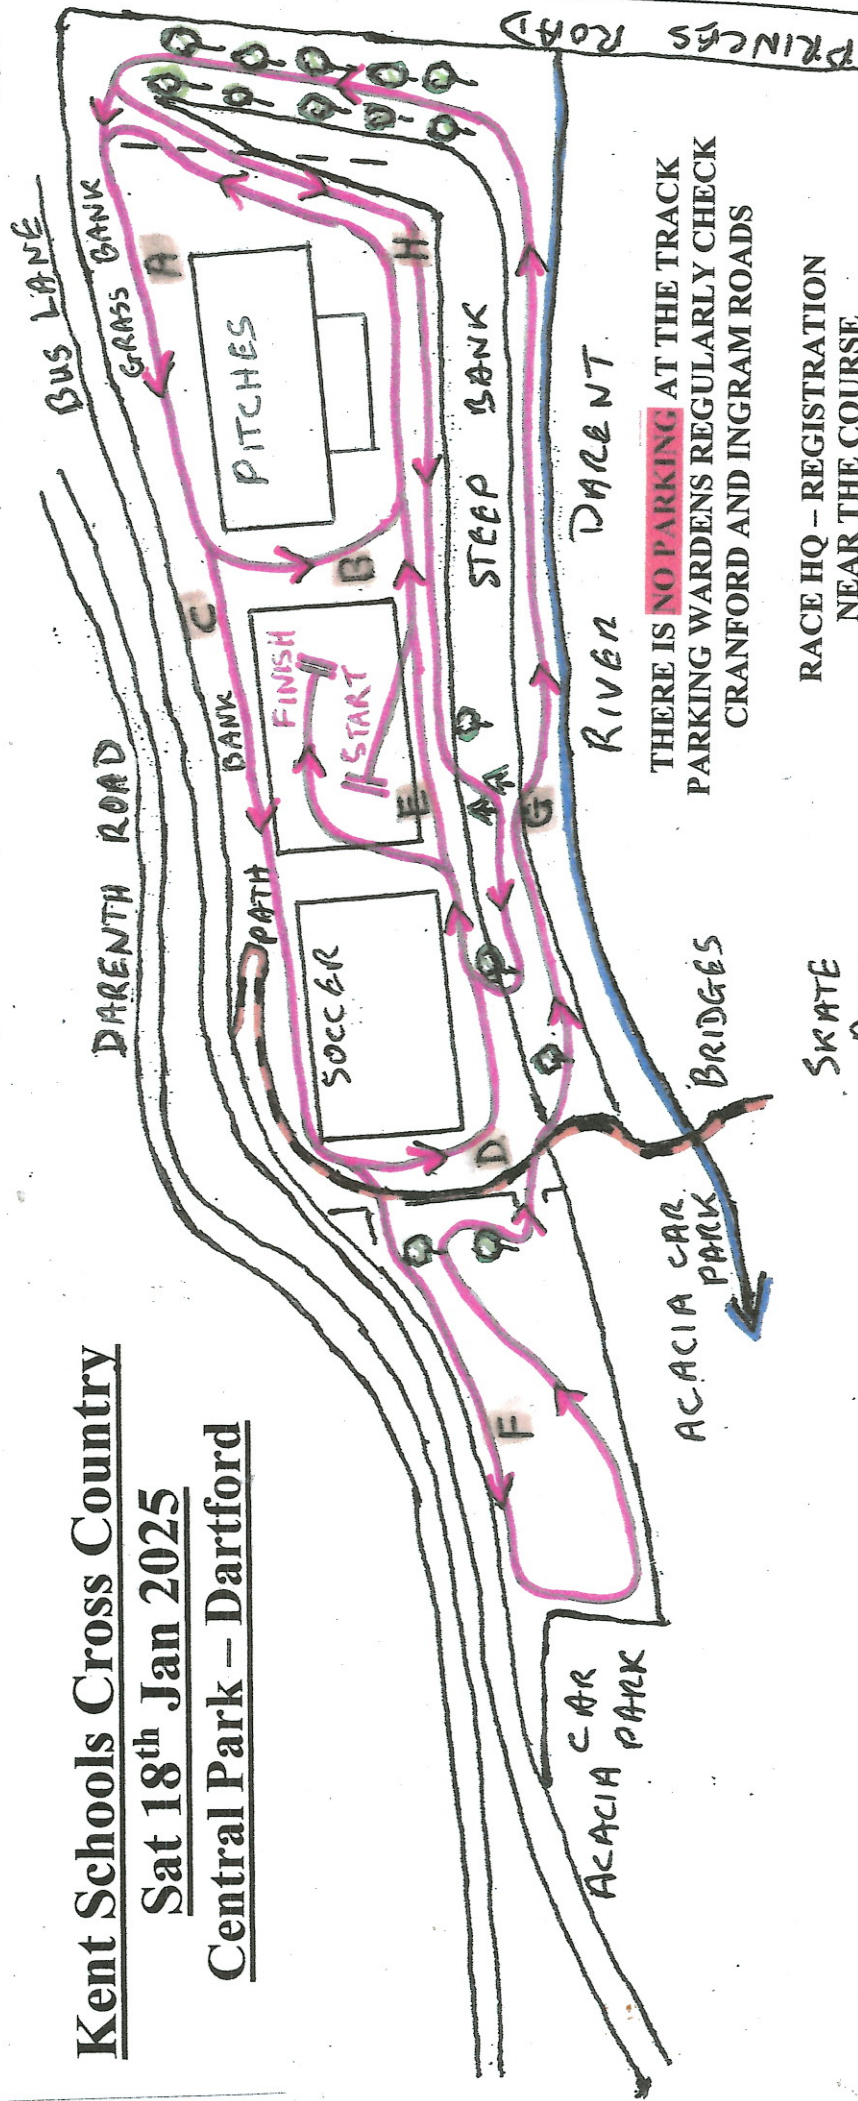 Kent Schools Cross Country
Sat 18th Jan 2025
Central Park – Dartford
DARENTH ROAD
BUS LANE
GRASS BANK
PRINCES ROAD
A
PITCHES
C
BANK
B
H
FINISH
START
PATH
SOCCER
E
D
STEEP BANK
G
F
RIVER DARENT
BRIDGES
ACACIA CAR
PARK
ACACIA CAR
PARK
SKATE
THERE IS NO PARKING AT THE TRACK
PARKING WARDENS REGULARLY CHECK
CRANFORD AND INGRAM ROADS
RACE HQ – REGISTRATION
NEAR THE COURSE